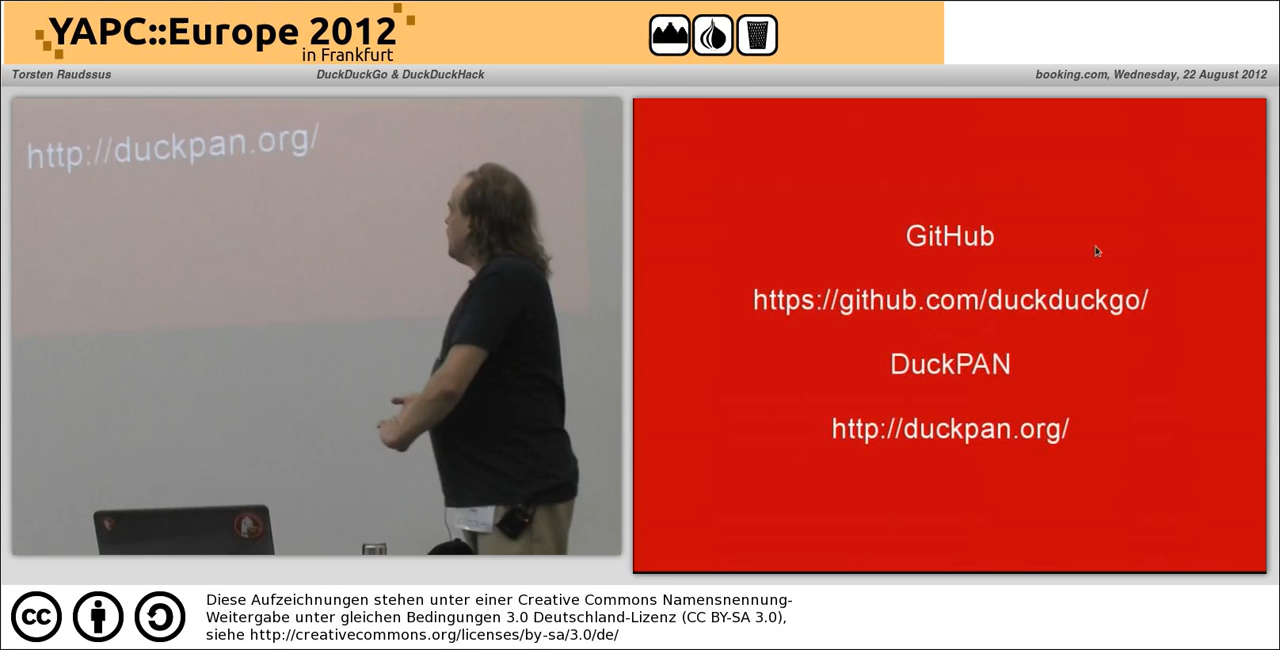 YAPC::Europe 2012
in Frankfurt
Torsten Raudssus
DuckDuckGo & DuckDuckHack
booking.com, Wednesday, 22 August 2012
http://duckpan.org/
GitHub
https://github.com/duckduckgo/
DuckPAN
http://duckpan.org/
cc
Diese Aufzeichnungen stehen unter einer Creative Commons Namensnennung-
Weitergabe unter gleichen Bedingungen 3.0 Deutschland-Lizenz (CC BY-SA 3.0),
siehe http://creativecommons.org/licenses/by-sa/3.0/de/